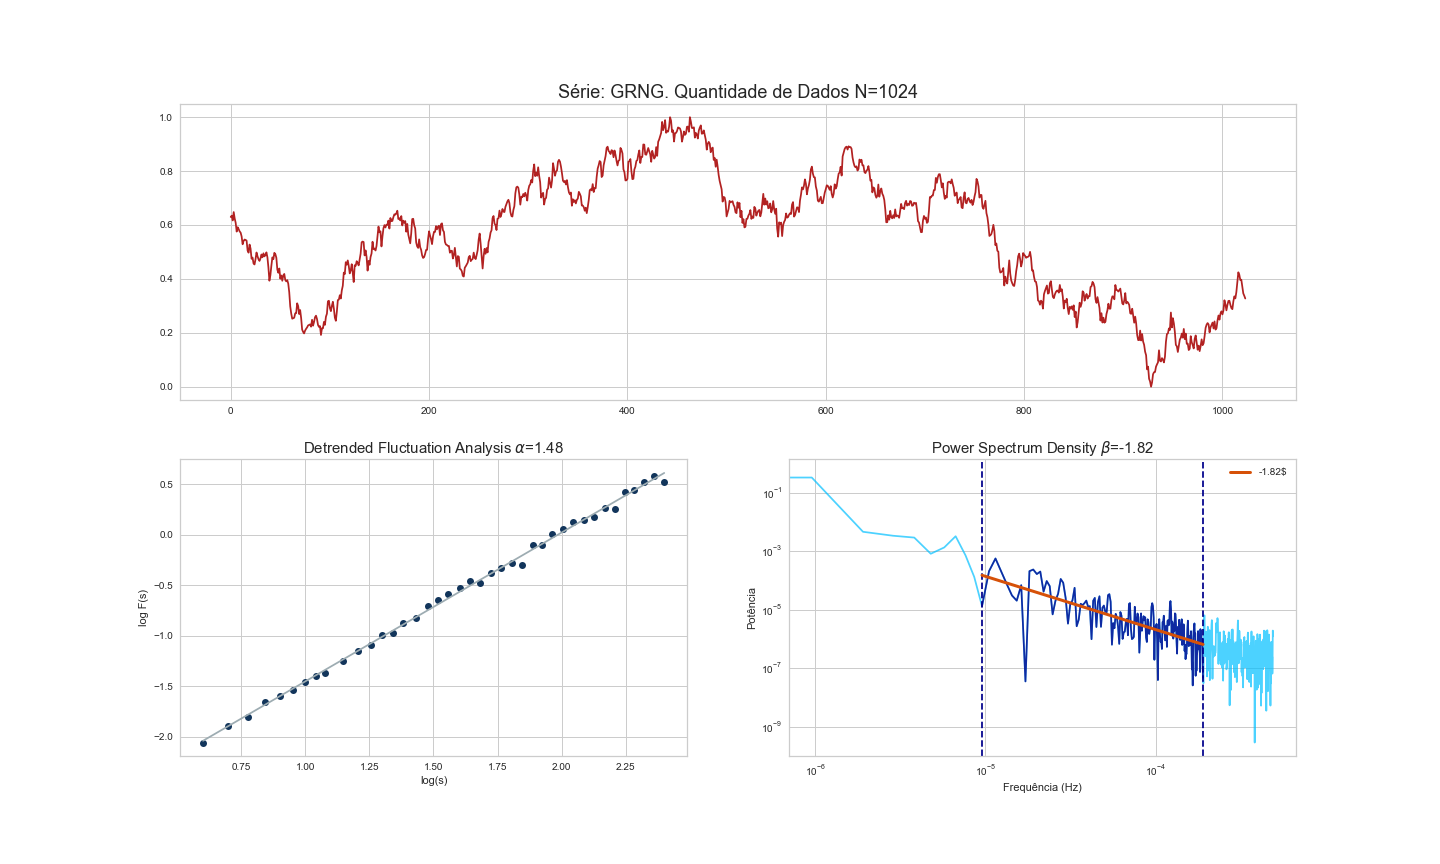 Série: GRNG. Quantidade de Dados N=1024
1.0
0.8
0.6
0.4
0.2
0.0
0 200 400 600 800 1000
Detrended Fluctuation Analysis α=1.48
log F(s)
0.5
0.0
−0.5
−1.0
−1.5
−2.0
0.75 1.00 1.25 1.50 1.75 2.00 2.25
log(s)
Power Spectrum Density β=-1.82
-1.82$
Potência
10⁻¹
10⁻³
10⁻⁵
10⁻⁷
10⁻⁹
10⁻⁶ 10⁻⁵ 10⁻⁴
Frequência (Hz)